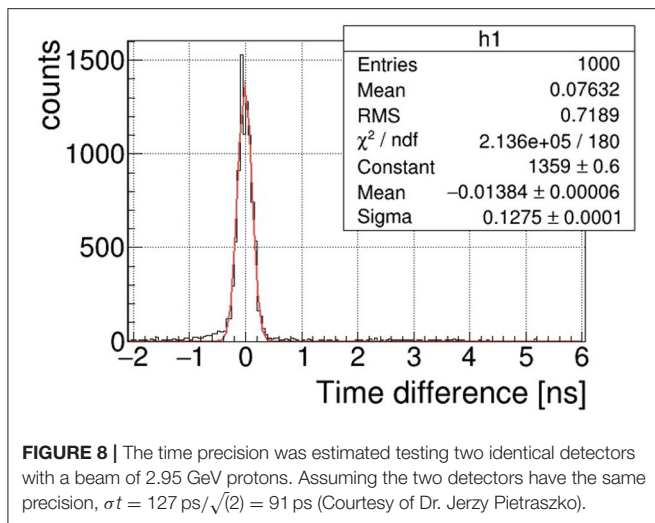 counts
1500
1000
500
0
−2 −1 0 1 2 3 4 5 6
Time difference [ns]
h1
Entries 1000
Mean 0.07632
RMS 0.7189
χ² / ndf 2.136e+05 / 180
Constant 1359 ± 0.6
Mean −0.01384 ± 0.00006
Sigma 0.1275 ± 0.0001
FIGURE 8 | The time precision was estimated testing two identical detectors
with a beam of 2.95 GeV protons. Assuming the two detectors have the same
precision, σt = 127 ps/√(2) = 91 ps (Courtesy of Dr. Jerzy Pietraszko).